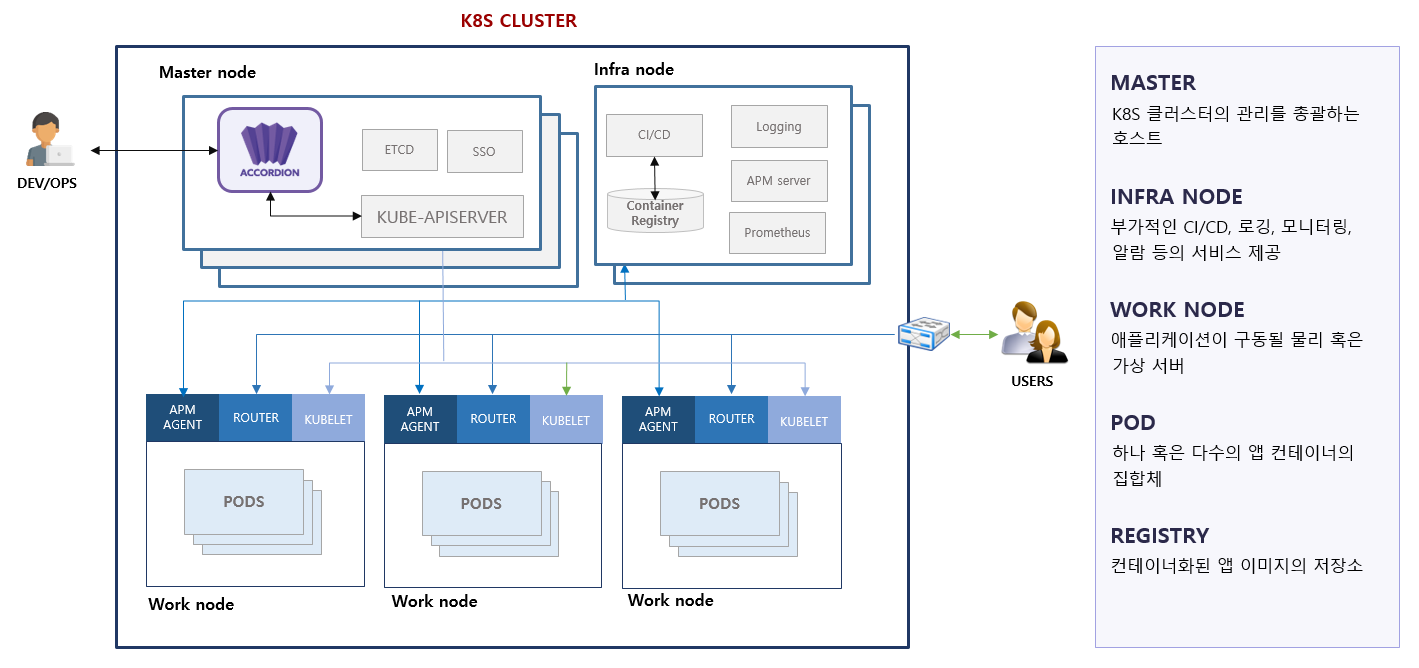 K8S CLUSTER
Master node
Infra node
DEV/OPS
ACCORDION
ETCD
SSO
KUBE-APISERVER
CI/CD
Container
Registry
Logging
APM server
Prometheus
USERS
APM
AGENT
ROUTER
KUBELET
PODS
Work node
APM
AGENT
ROUTER
KUBELET
PODS
Work node
APM
AGENT
ROUTER
KUBELET
PODS
Work node
MASTER
K8S 클러스터의 관리를 총괄하는
호스트
INFRA NODE
부가적인 CI/CD, 로깅, 모니터링,
알람 등의 서비스 제공
WORK NODE
애플리케이션이 구동될 물리 혹은
가상 서버
POD
하나 혹은 다수의 앱 컨테이너의
집합체
REGISTRY
컨테이너화된 앱 이미지의 저장소